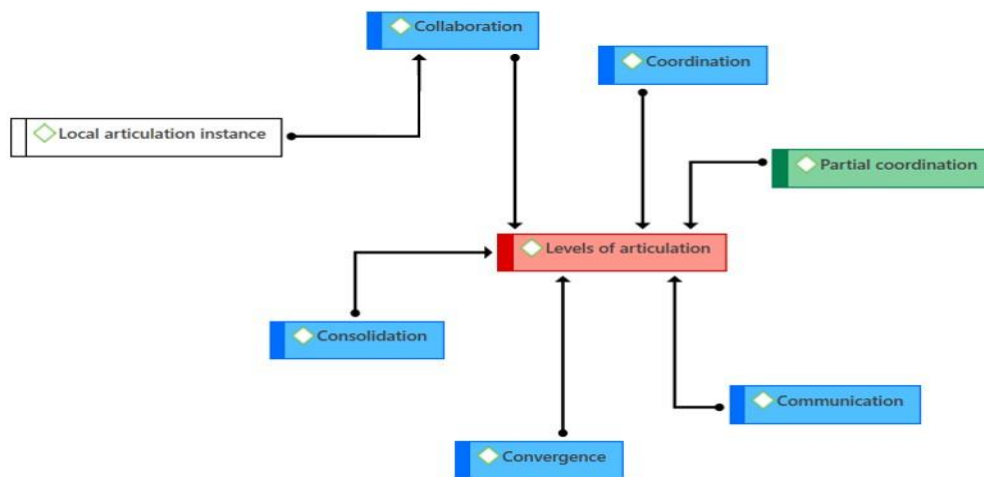 Collaboration
Coordination
Local articulation instance
Partial coordination
Levels of articulation
Consolidation
Communication
Convergence